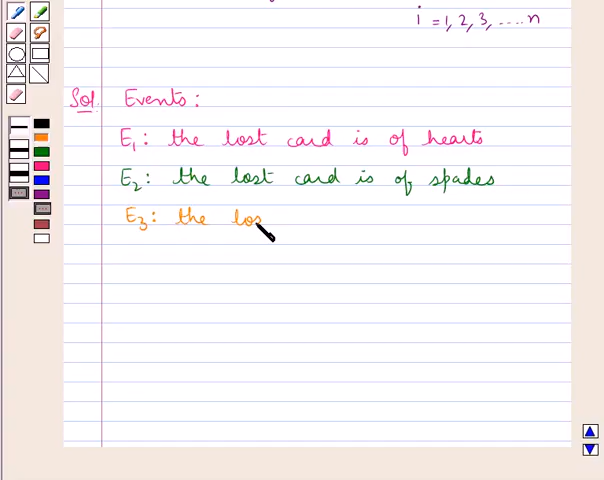 i = 1, 2, 3, ..... n
Sol. Events :
E₁ : the lost card is of hearts
E₂ : the lost card is of spades
E₃ : the los